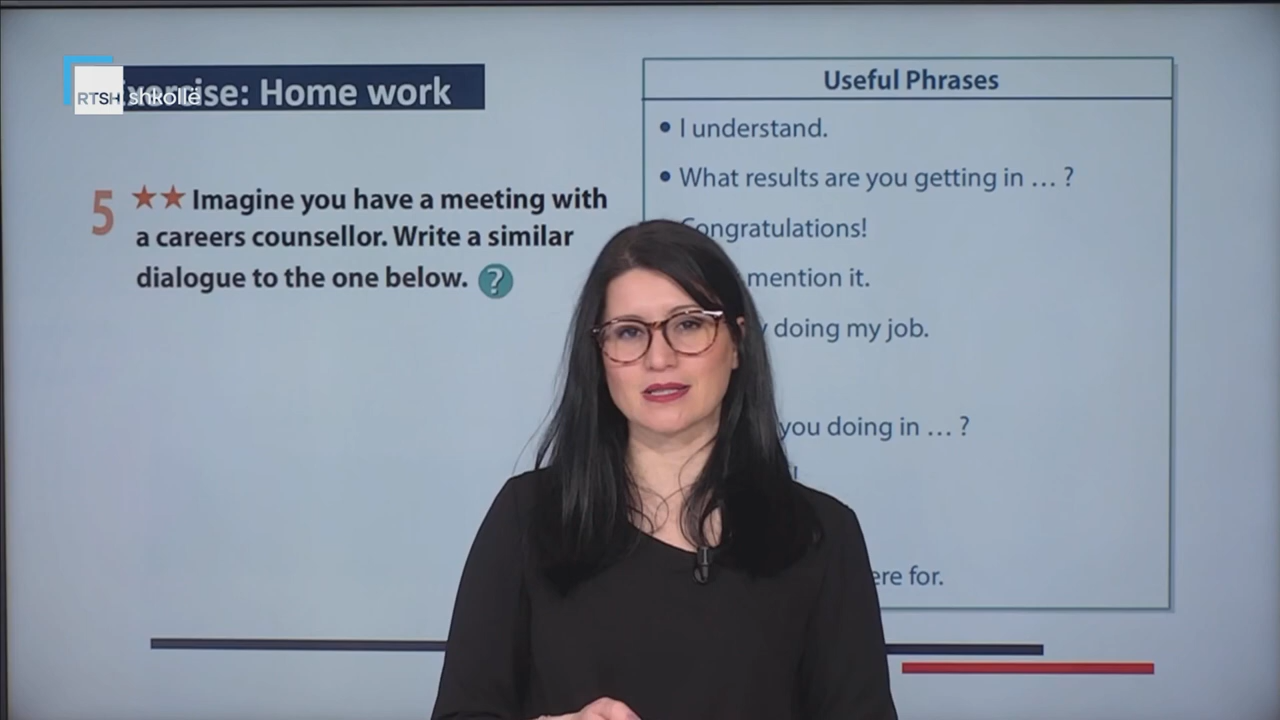 RTSH shkollë
Exercise: Home work
5 ★★ Imagine you have a meeting with
a careers counsellor. Write a similar
dialogue to the one below. ?
Useful Phrases
• I understand.
• What results are you getting in … ?
Congratulations!
mention it.
doing my job.
you doing in … ?
!
for.